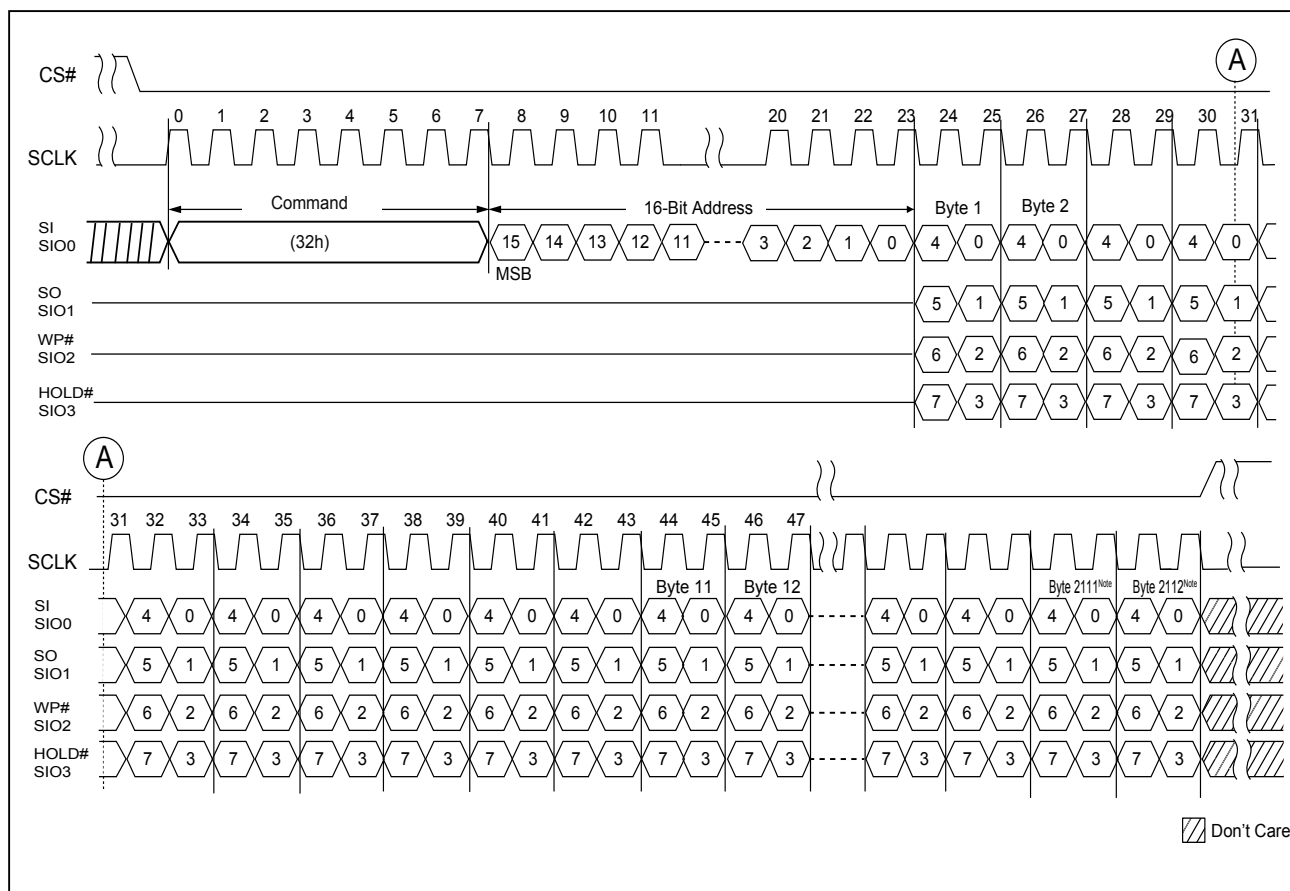 A
CS#
0 1 2 3 4 5 6 7 8 9 10 11 20 21 22 23 24 25 26 27 28 29 30 31
SCLK
Command 16-Bit Address Byte 1 Byte 2
SI
SIO0
(32h) 15 14 13 12 11 3 2 1 0 4 0 4 0 4 0 4 0
MSB
SO
SIO1
5 1 5 1 5 1 5 1
WP#
SIO2
6 2 6 2 6 2 6 2
HOLD#
SIO3
7 3 7 3 7 3 7 3
A
CS#
31 32 33 34 35 36 37 38 39 40 41 42 43 44 45 46 47
SCLK
Byte 11 Byte 12 Byte 2111Note Byte 2112Note
SI
SIO0
4 0 4 0 4 0 4 0 4 0 4 0 4 0 4 0 4 0 4 0 4 0 4 0
SO
SIO1
5 1 5 1 5 1 5 1 5 1 5 1 5 1 5 1 5 1 5 1 5 1 5 1
WP#
SIO2
6 2 6 2 6 2 6 2 6 2 6 2 6 2 6 2 6 2 6 2 6 2 6 2
HOLD#
SIO3
7 3 7 3 7 3 7 3 7 3 7 3 7 3 7 3 7 3 7 3 7 3 7 3
Don't Care